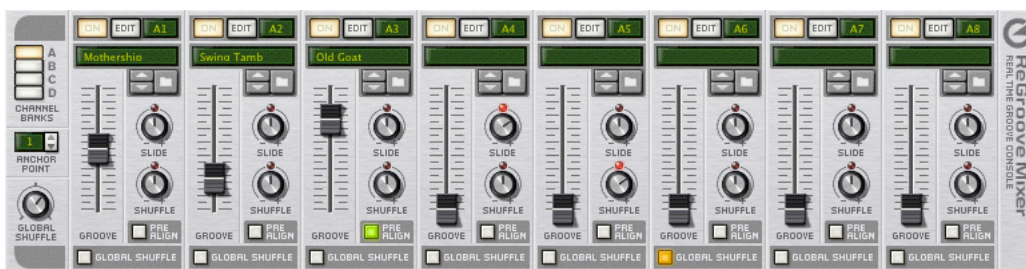 ON EDIT A1 ON EDIT A2 ON EDIT A3 ON EDIT A4 ON EDIT A5 ON EDIT A6 ON EDIT A7 ON EDIT A8
A
B
C
D
CHANNEL
BANKS
1
ANCHOR
POINT
GLOBAL
SHUFFLE
Mothership Swing Tamb Old Goat
SLIDE SLIDE SLIDE SLIDE SLIDE SLIDE SLIDE SLIDE
SHUFFLE SHUFFLE SHUFFLE SHUFFLE SHUFFLE SHUFFLE SHUFFLE SHUFFLE
GROOVE PRE ALIGN GROOVE PRE ALIGN GROOVE PRE ALIGN GROOVE PRE ALIGN GROOVE PRE ALIGN GROOVE PRE ALIGN GROOVE PRE ALIGN GROOVE PRE ALIGN
GLOBAL SHUFFLE GLOBAL SHUFFLE GLOBAL SHUFFLE GLOBAL SHUFFLE GLOBAL SHUFFLE GLOBAL SHUFFLE GLOBAL SHUFFLE GLOBAL SHUFFLE
ReGroove Mixer
REAL TIME GROOVE CONSOLE